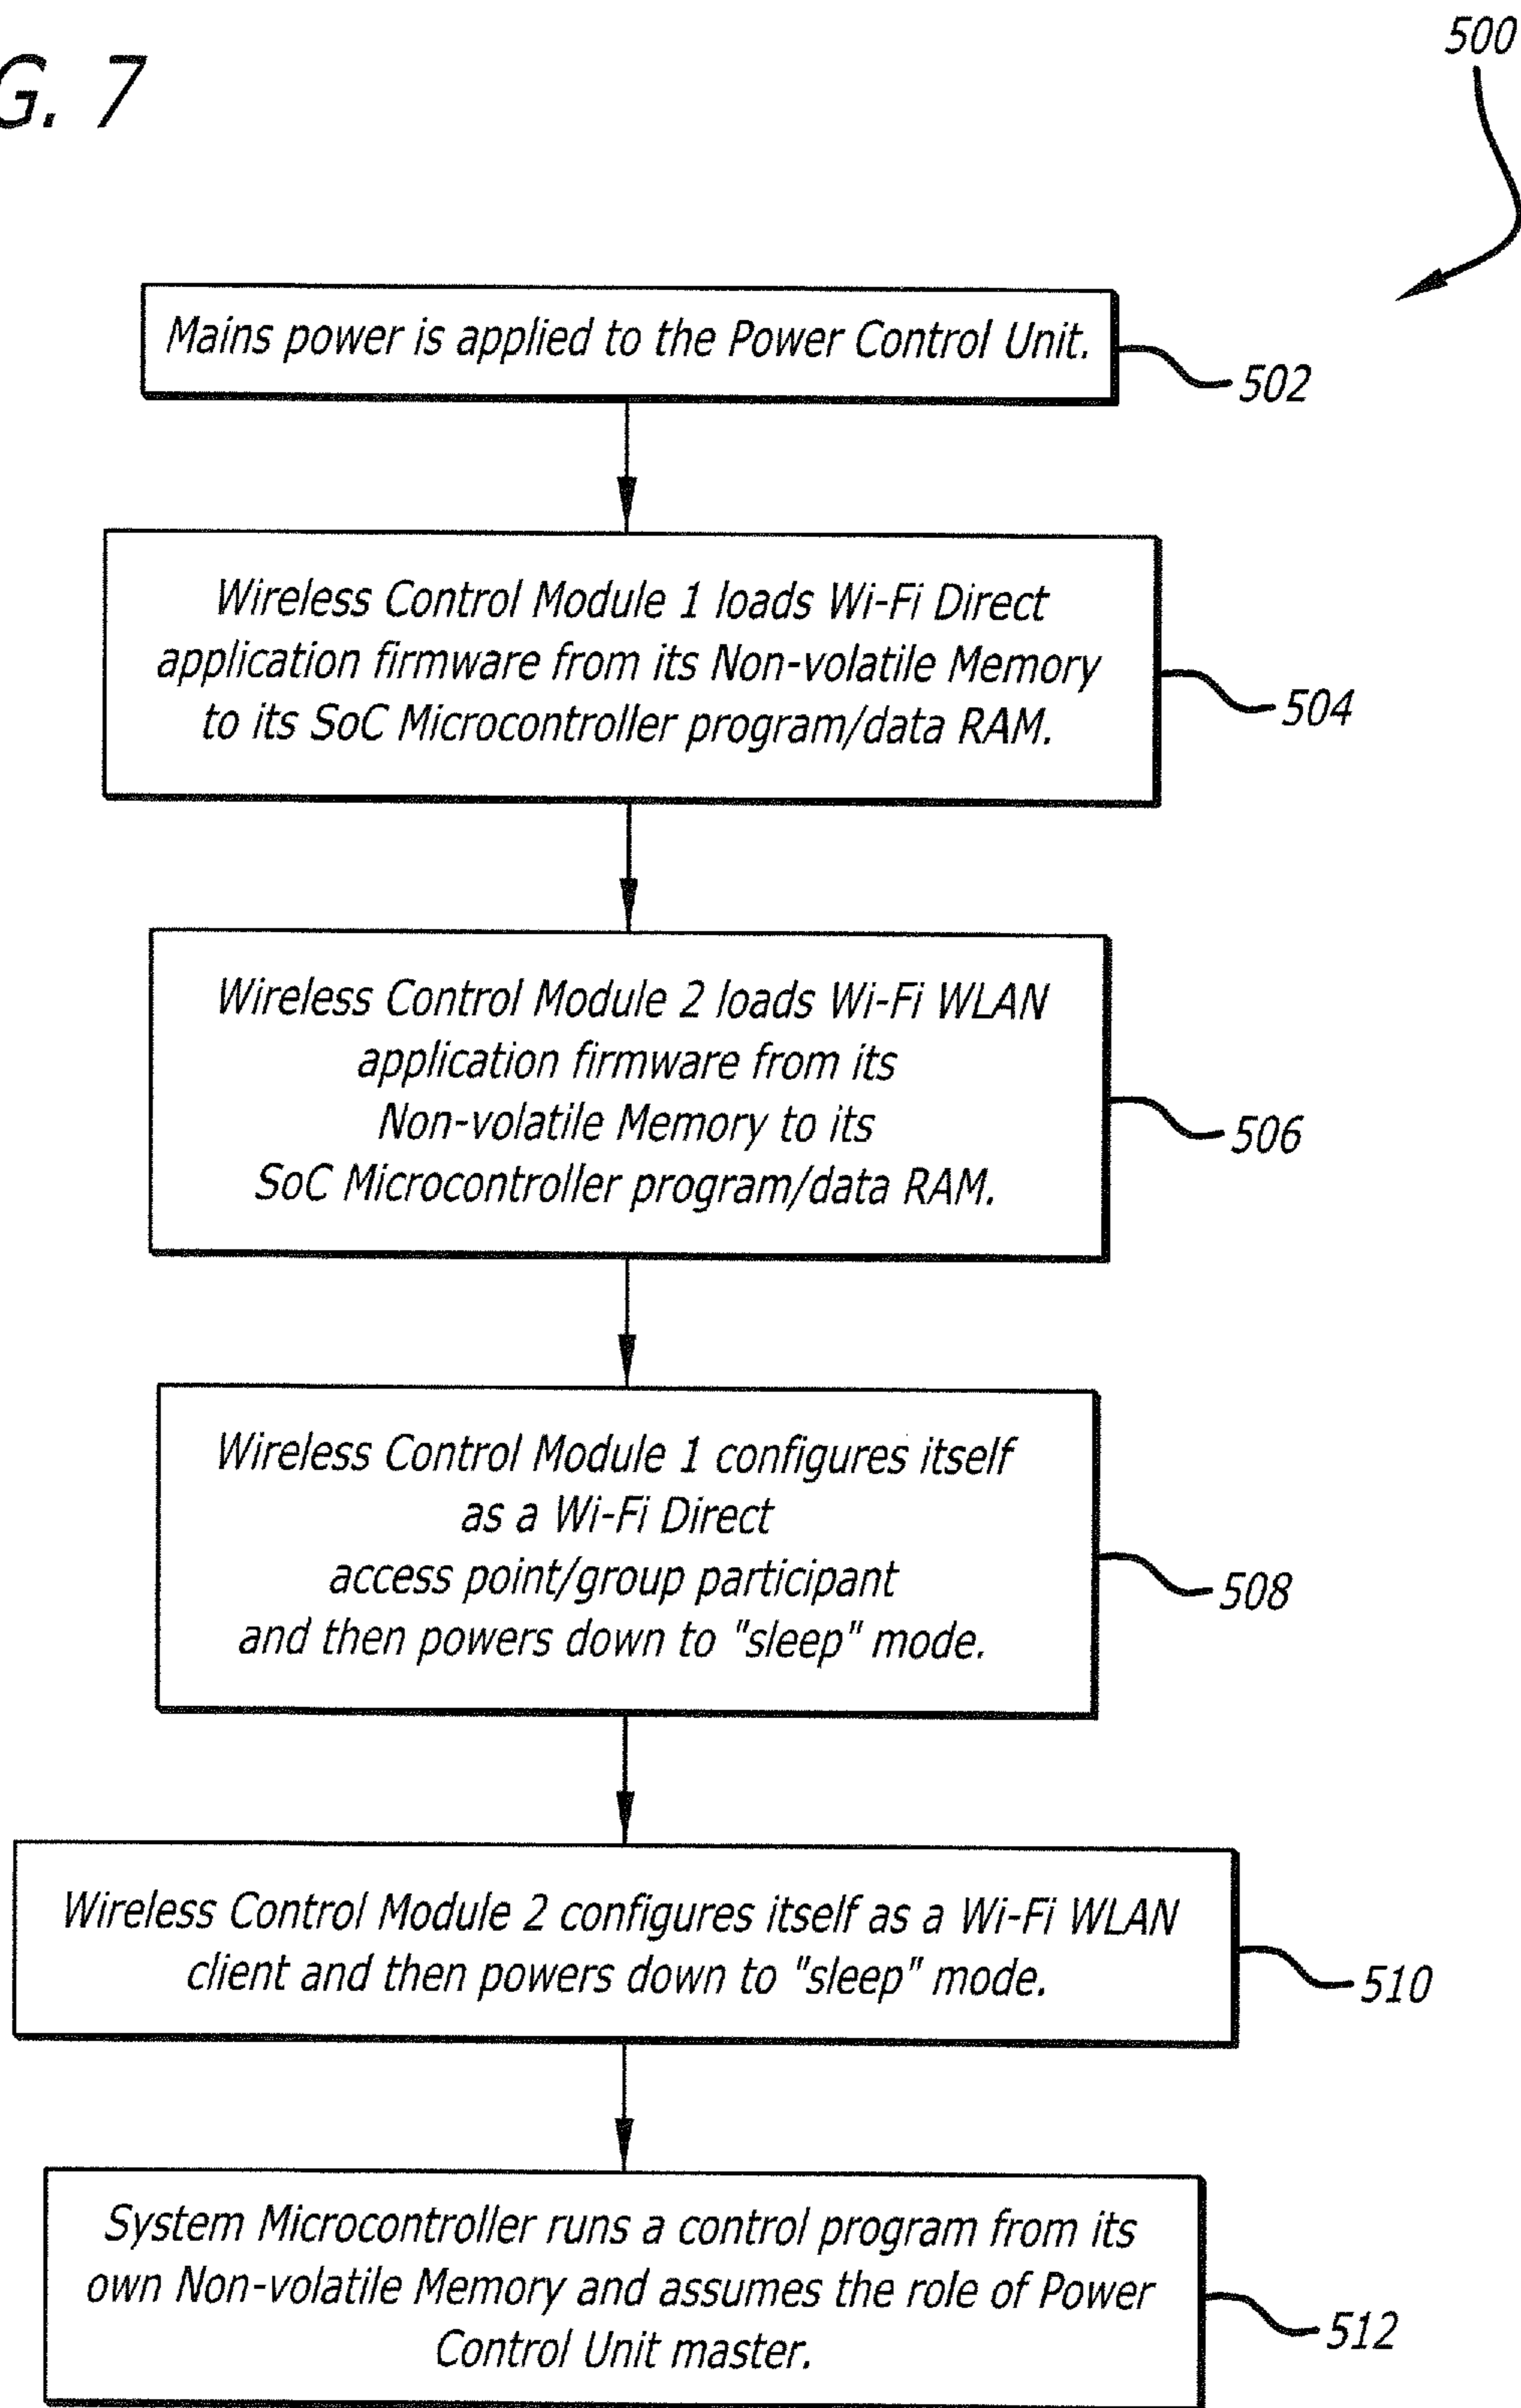 G. 7
500
Mains power is applied to the Power Control Unit.
502
Wireless Control Module 1 loads Wi-Fi Direct
application firmware from its Non-volatile Memory
to its SoC Microcontroller program/data RAM.
504
Wireless Control Module 2 loads Wi-Fi WLAN
application firmware from its
Non-volatile Memory to its
SoC Microcontroller program/data RAM.
506
Wireless Control Module 1 configures itself
as a Wi-Fi Direct
access point/group participant
and then powers down to "sleep" mode.
508
Wireless Control Module 2 configures itself as a Wi-Fi WLAN
client and then powers down to "sleep" mode.
510
System Microcontroller runs a control program from its
own Non-volatile Memory and assumes the role of Power
Control Unit master.
512